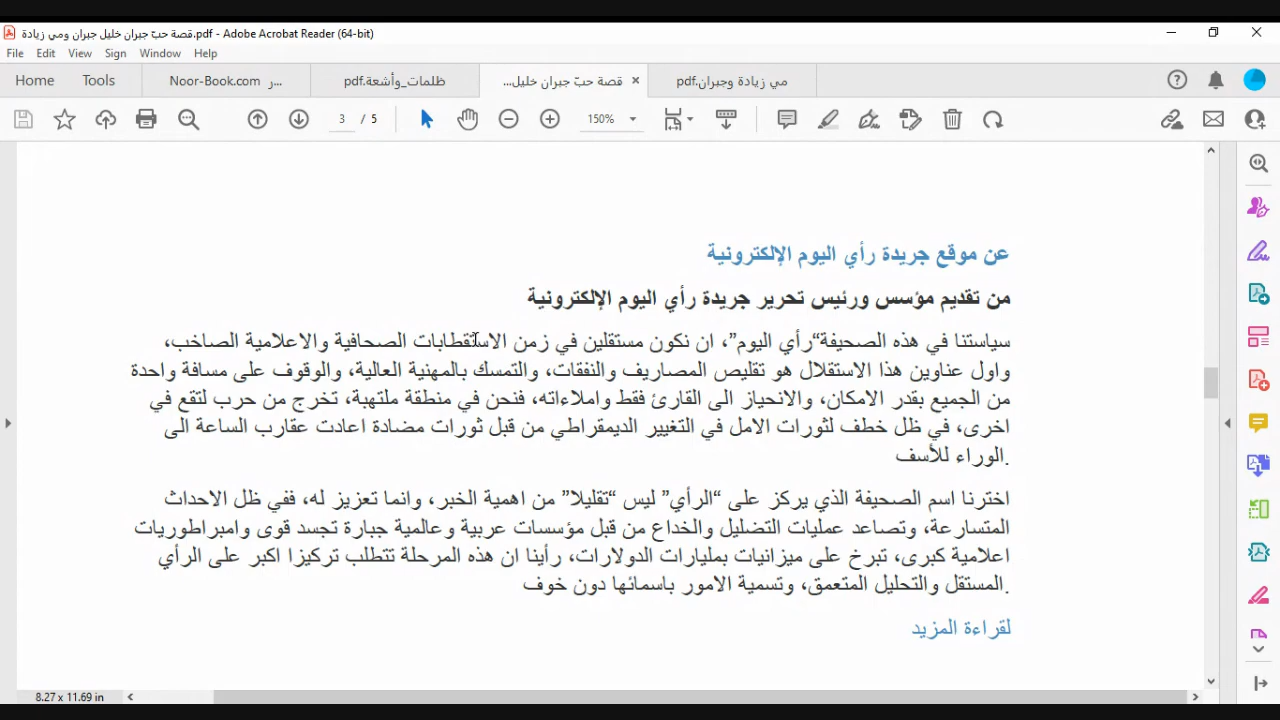 قصة حبّ جبران خليل جبران ومي زيادة.pdf - Adobe Acrobat Reader (64-bit)
File Edit View Sign Window Help
Home Tools Noor-Book.com ر... ظلمات_وأشعة.pdf قصة حبّ جبران خليل... مي زيادة وجبران.pdf
3 / 5 150%
عن موقع جريدة رأي اليوم الإلكترونية
من تقديم مؤسس ورئيس تحرير جريدة رأي اليوم الإلكترونية
سياستنا في هذه الصحيفة“رأي اليوم”، ان نكون مستقلين في زمن الاستقطابات الصحافية والاعلامية الصاخب،
واول عناوين هذا الاستقلال هو تقليص المصاريف والنفقات، والتمسك بالمهنية العالية، والوقوف على مسافة واحدة
من الجميع بقدر الامكان، والانحياز الى القارئ فقط واملاءاته، فنحن في منطقة ملتهبة، تخرج من حرب لتقع في
اخرى، في ظل خطف لثورات الامل في التغيير الديمقراطي من قبل ثورات مضادة اعادت عقارب الساعة الى
.الوراء للأسف
اخترنا اسم الصحيفة الذي يركز على “الرأي” ليس “تقليلا” من اهمية الخبر، وانما تعزيز له، ففي ظل الاحداث
المتسارعة، وتصاعد عمليات التضليل والخداع من قبل مؤسسات عربية وعالمية جبارة تجسد قوى وامبراطوريات
اعلامية كبرى، تبرخ على ميزانيات بمليارات الدولارات، رأينا ان هذه المرحلة تتطلب تركيزا اكبر على الرأي
.المستقل والتحليل المتعمق، وتسمية الامور باسمائها دون خوف
لقراءة المزيد
8.27 x 11.69 in